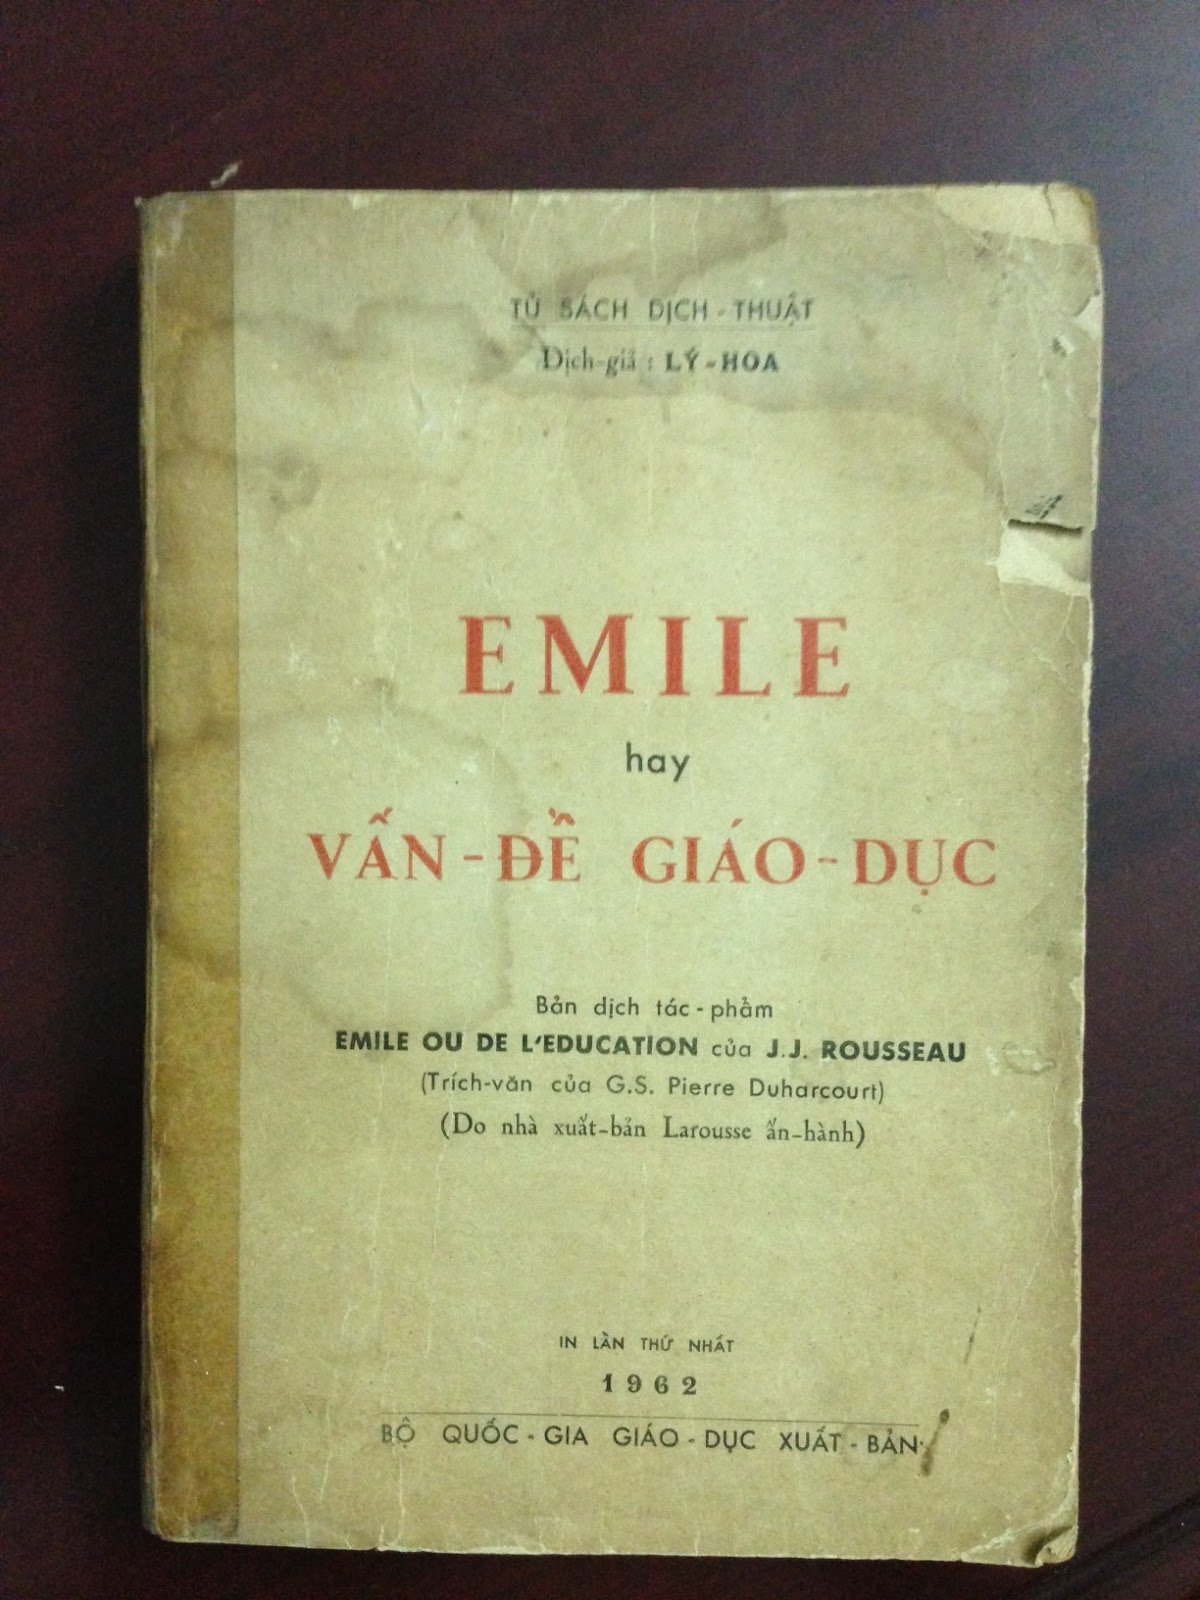 TỦ SÁCH DỊCH - THUẬT
Dịch-giả : LÝ - HOA
EMILE
hay
VẤN - ĐỀ GIÁO - DỤC
Bản dịch tác - phẩm
EMILE OU DE L'EDUCATION của J.J. ROUSSEAU
(Trích-văn của G.S. Pierre Duharcourt)
(Do nhà xuất-bản Larousse ấn-hành)
IN LẦN THỨ NHẤT
1962
BỘ QUỐC - GIA GIÁO - DỤC XUẤT - BẢN